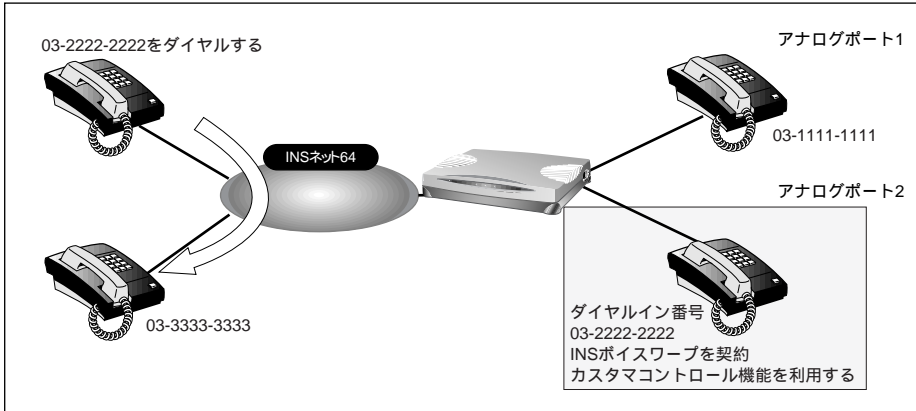 03-2222-2222をダイヤルする
アナログポート1
03-1111-1111
INSネット64
アナログポート2
03-3333-3333
ダイヤルイン番号
03-2222-2222
INSボイスワープを契約
カスタマコントロール機能を利用する